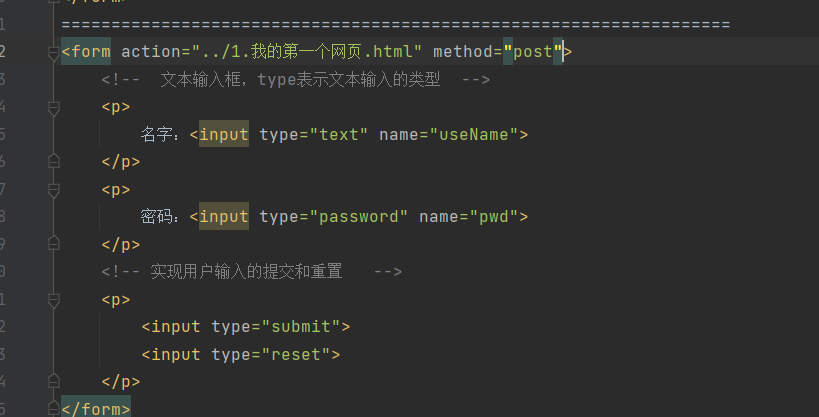 ====================================================================
<form action="../1.我的第一个网页.html" method="post">
<!--  文本输入框，type表示文本输入的类型  -->
<p>
名字：<input type="text" name="useName">
</p>
<p>
密码：<input type="password" name="pwd">
</p>
<!-- 实现用户输入的提交和重置   -->
<p>
<input type="submit">
<input type="reset">
</p>
</form>